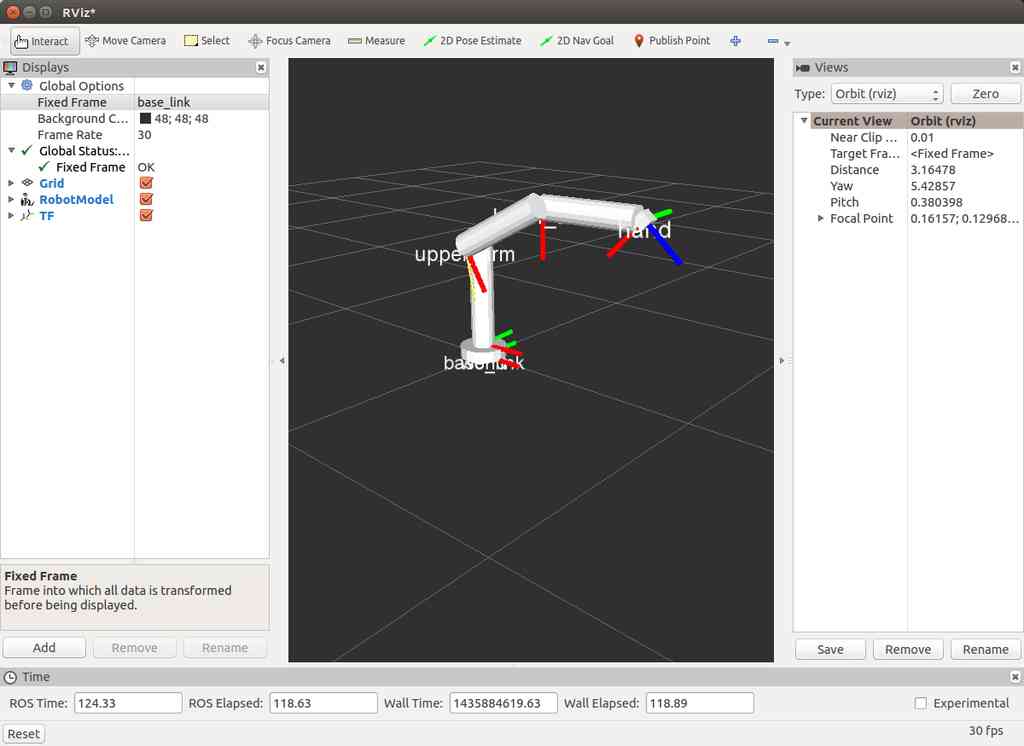 RViz*
Interact Move Camera Select Focus Camera Measure 2D Pose Estimate 2D Nav Goal Publish Point
Displays
Global Options
Fixed Frame base_link
Background C... 48; 48; 48
Frame Rate 30
Global Status:...
Fixed Frame OK
Grid
RobotModel
TF
Fixed Frame
Frame into which all data is transformed
before being displayed.
Add Remove Rename
hand
Views
Type: Orbit (rviz) Zero
Current View Orbit (rviz)
Near Clip ... 0.01
Target Fra... <Fixed Frame>
Distance 3.16478
Yaw 5.42857
Pitch 0.380398
Focal Point 0.16157; 0.12968...
Save Remove Rename
Time
ROS Time: 124.33 ROS Elapsed: 118.63 Wall Time: 1435884619.63 Wall Elapsed: 118.89 Experimental
Reset 30 fps